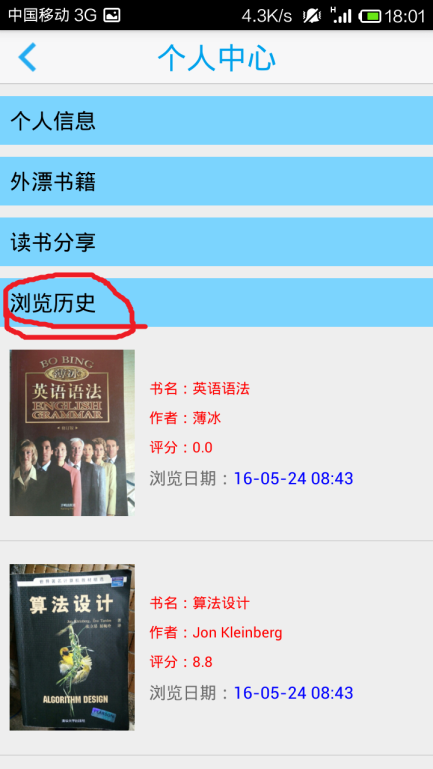 中国移动 3G 4.3K/s H 18:01
个人中心
个人信息
外漂书籍
读书分享
浏览历史
BO BING
薄冰
英语语法
ENGLISH
GRAMMAR
书名：英语语法
作者：薄冰
评分：0.0
浏览日期：16-05-24 08:43
算法设计
ALGORITHM DESIGN
书名：算法设计
作者：Jon Kleinberg
评分：8.8
浏览日期：16-05-24 08:43